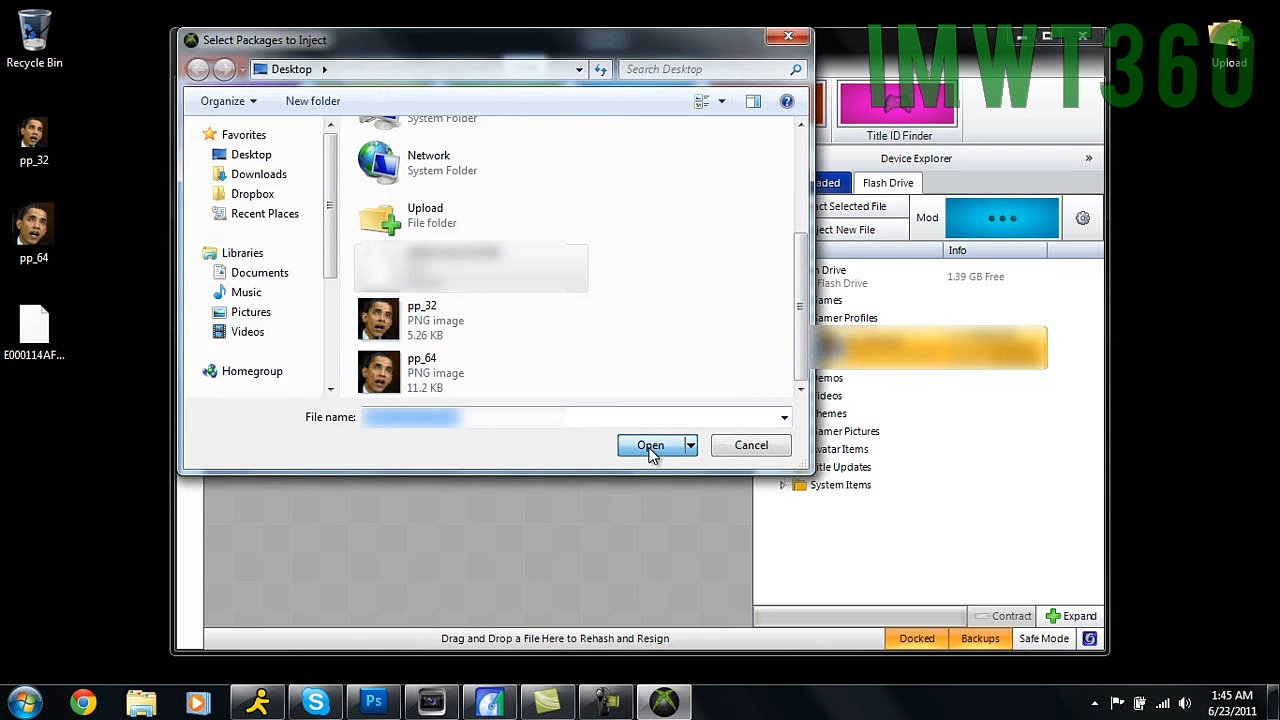 Recycle Bin
pp_32
pp_64
E000114AF...
Select Packages to Inject
Desktop
Search Desktop
Organize
New folder
Favorites
Desktop
Downloads
Dropbox
Recent Places
Libraries
Documents
Music
Pictures
Videos
Homegroup
System Folder
Network
System Folder
Upload
File folder
pp_32
PNG image
5.26 KB
pp_64
PNG image
11.2 KB
File name:
Open
Cancel
IMWT360
Upload
Title ID Finder
Device Explorer
»
aded
Flash Drive
act Selected File
ject New File
Mod
Info
h Drive
Flash Drive
1.39 GB Free
ames
amer Profiles
Demos
ideos
hemes
amer Pictures
vatar Items
itle Updates
System Items
Contract
Expand
Drag and Drop a File Here to Rehash and Resign
Docked
Backups
Safe Mode
Ps
1:45 AM
6/23/2011